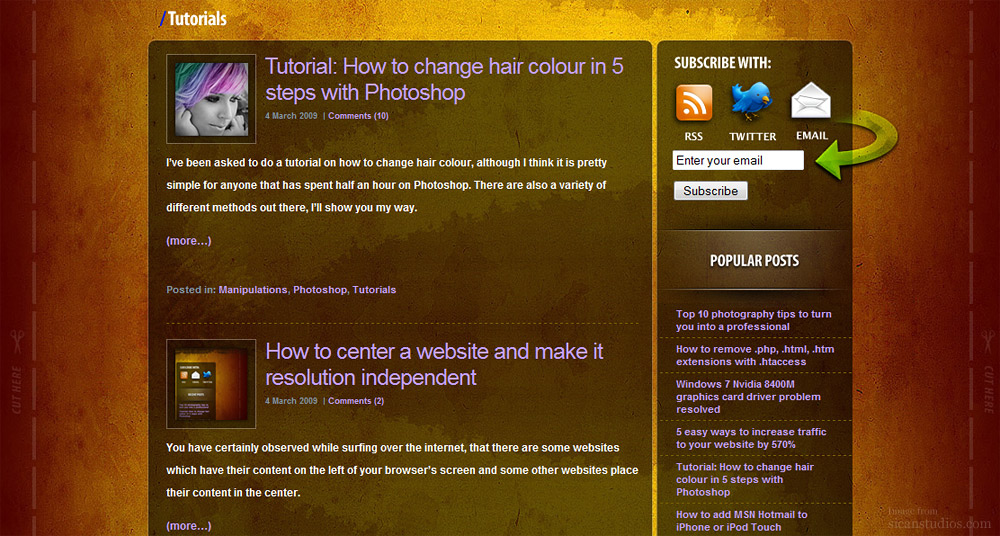 /Tutorials
Tutorial: How to change hair colour in 5
steps with Photoshop
4 March 2009 | Comments (10)
I've been asked to do a tutorial on how to change hair colour, although I think it is pretty
simple for anyone that has spent half an hour on Photoshop. There are also a variety of
different methods out there, I'll show you my way.
(more…)
Posted in: Manipulations, Photoshop, Tutorials
How to center a website and make it
resolution independent
4 March 2009 | Comments (2)
You have certainly observed while surfing over the internet, that there are some websites
which have their content on the left of your browser's screen and some other websites place
their content in the center.
(more…)
SUBSCRIBE WITH:
RSS TWITTER EMAIL
Enter your email
Subscribe
POPULAR POSTS
Top 10 photography tips to turn
you into a professional
How to remove .php, .html, .htm
extensions with .htaccess
Windows 7 Nvidia 8400M
graphics card driver problem
resolved
5 easy ways to increase traffic
to your website by 570%
Tutorial: How to change hair
colour in 5 steps with
Photoshop
How to add MSN Hotmail to
iPhone or iPod Touch
CUT HERE
CUT HERE
Image from
sicanstudios.com